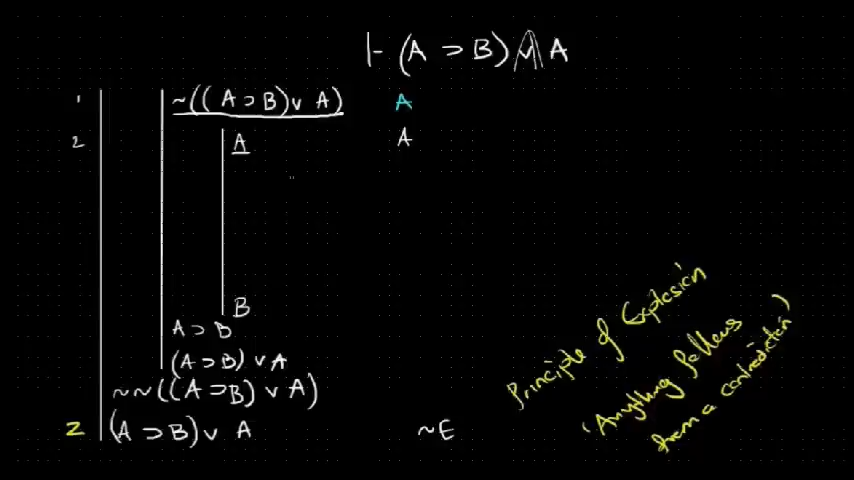 |- (A ⊃ B) ∨ A
1 ~((A ⊃ B) ∨ A) A
2 A A
B
A ⊃ B
(A ⊃ B) ∨ A
~~((A ⊃ B) ∨ A)
2 (A ⊃ B) ∨ A ~E
Principle of Explosion
(Anything follows
from a contradiction)